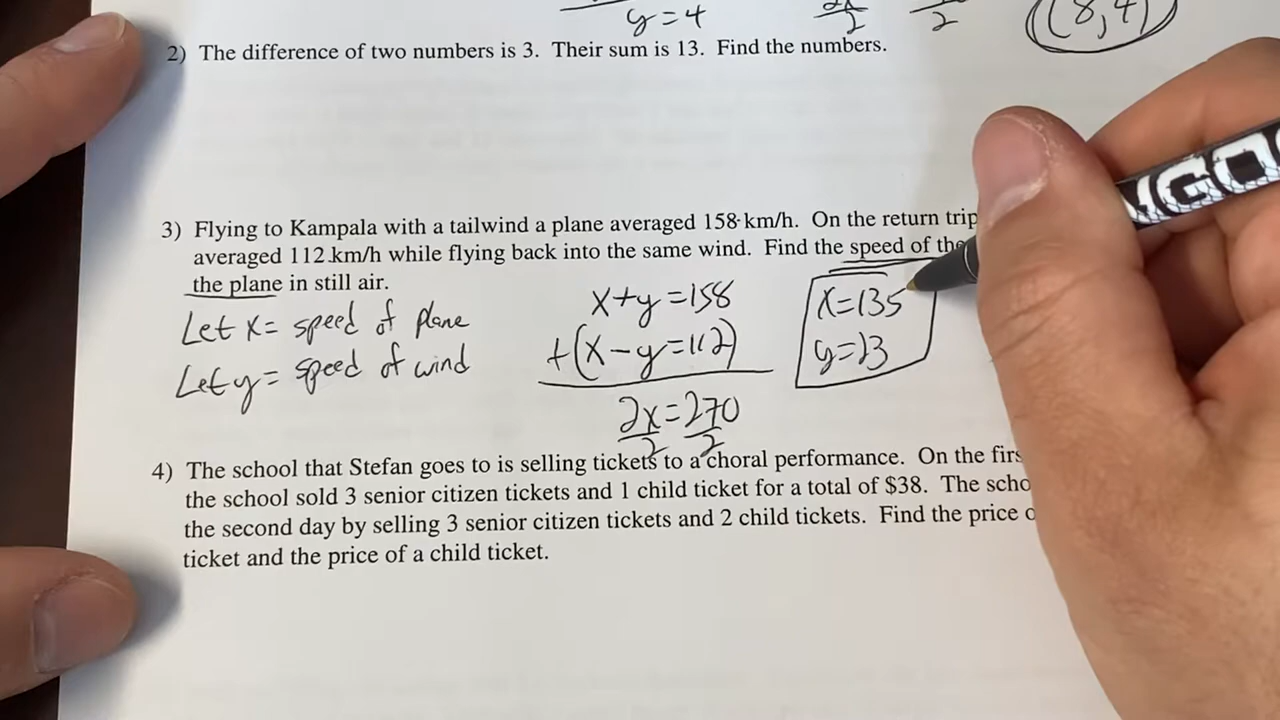 y=4
2
2
(8,4)
2) The difference of two numbers is 3. Their sum is 13. Find the numbers.
3) Flying to Kampala with a tailwind a plane averaged 158 km/h. On the return trip
averaged 112 km/h while flying back into the same wind. Find the speed of the
the plane in still air.
Let x = speed of plane
Let y = speed of wind
x+y=158
+(x-y=112)
2x=270
2 2
x=135
y=23
4) The school that Stefan goes to is selling tickets to a choral performance. On the
the school sold 3 senior citizen tickets and 1 child ticket for a total of $38. The
the second day by selling 3 senior citizen tickets and 2 child tickets. Find the price
ticket and the price of a child ticket.